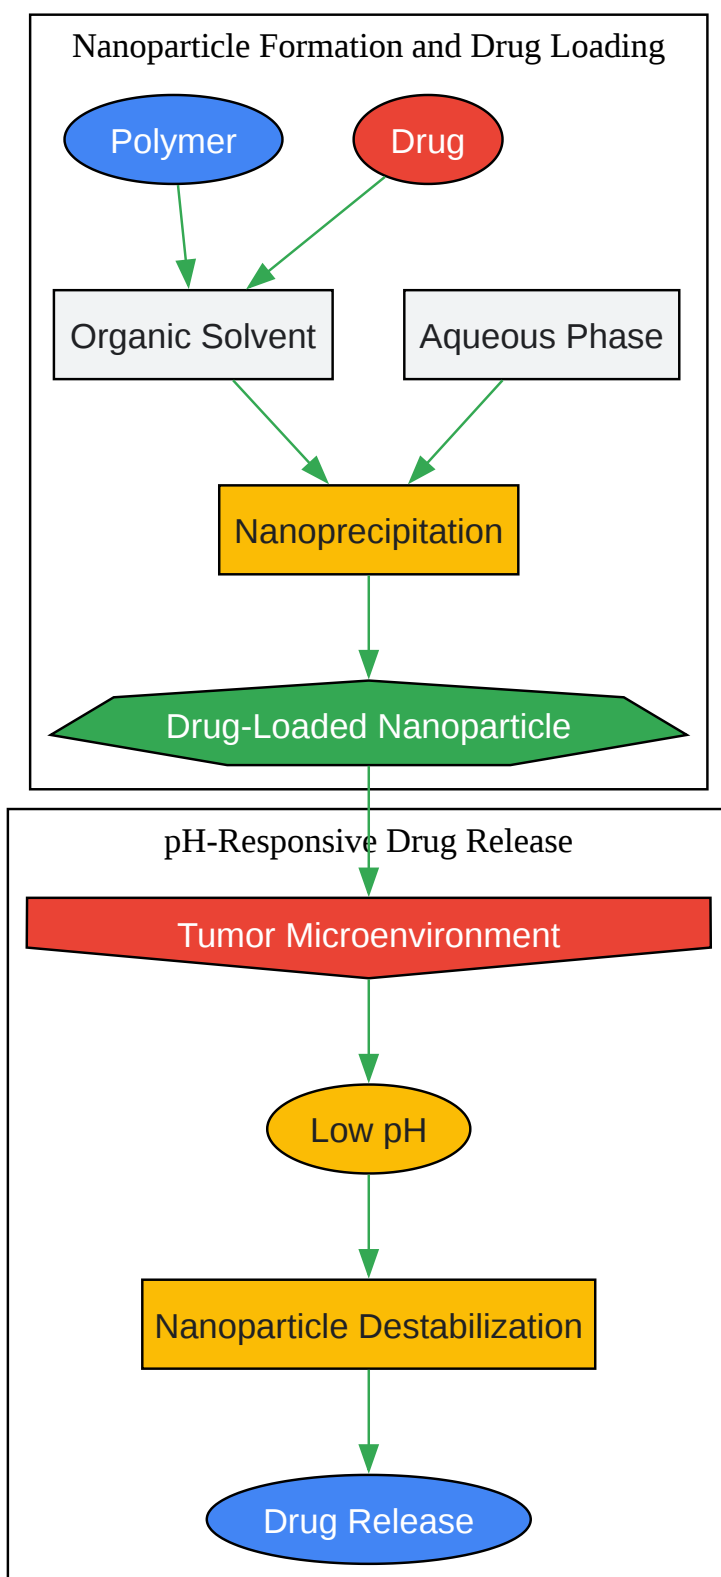 Nanoparticle Formation and Drug Loading
Polymer
Drug
Organic Solvent
Aqueous Phase
Nanoprecipitation
Drug-Loaded Nanoparticle
pH-Responsive Drug Release
Tumor Microenvironment
Low pH
Nanoparticle Destabilization
Drug Release